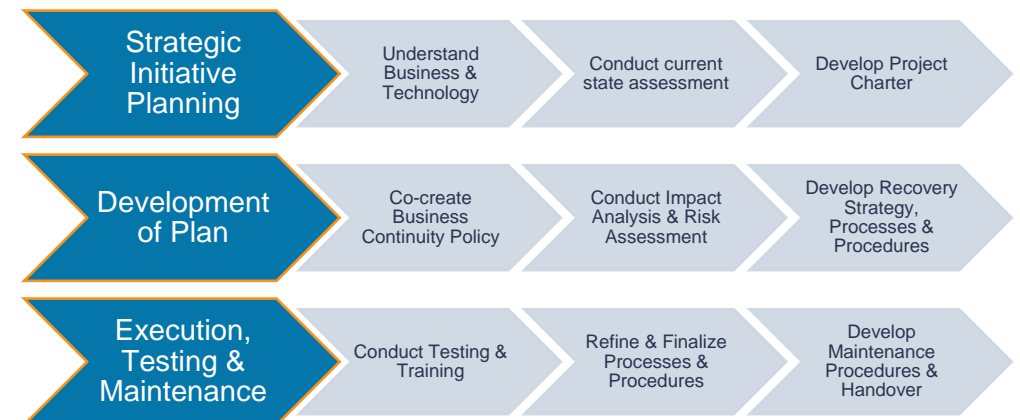 Strategic
Initiative
Planning
Understand
Business &
Technology
Conduct current
state assessment
Develop Project
Charter
Development
of Plan
Co-create
Business
Continuity Policy
Conduct Impact
Analysis & Risk
Assessment
Develop Recovery
Strategy,
Processes &
Procedures
Execution,
Testing &
Maintenance
Conduct Testing &
Training
Refine & Finalize
Processes &
Procedures
Develop
Maintenance
Procedures &
Handover